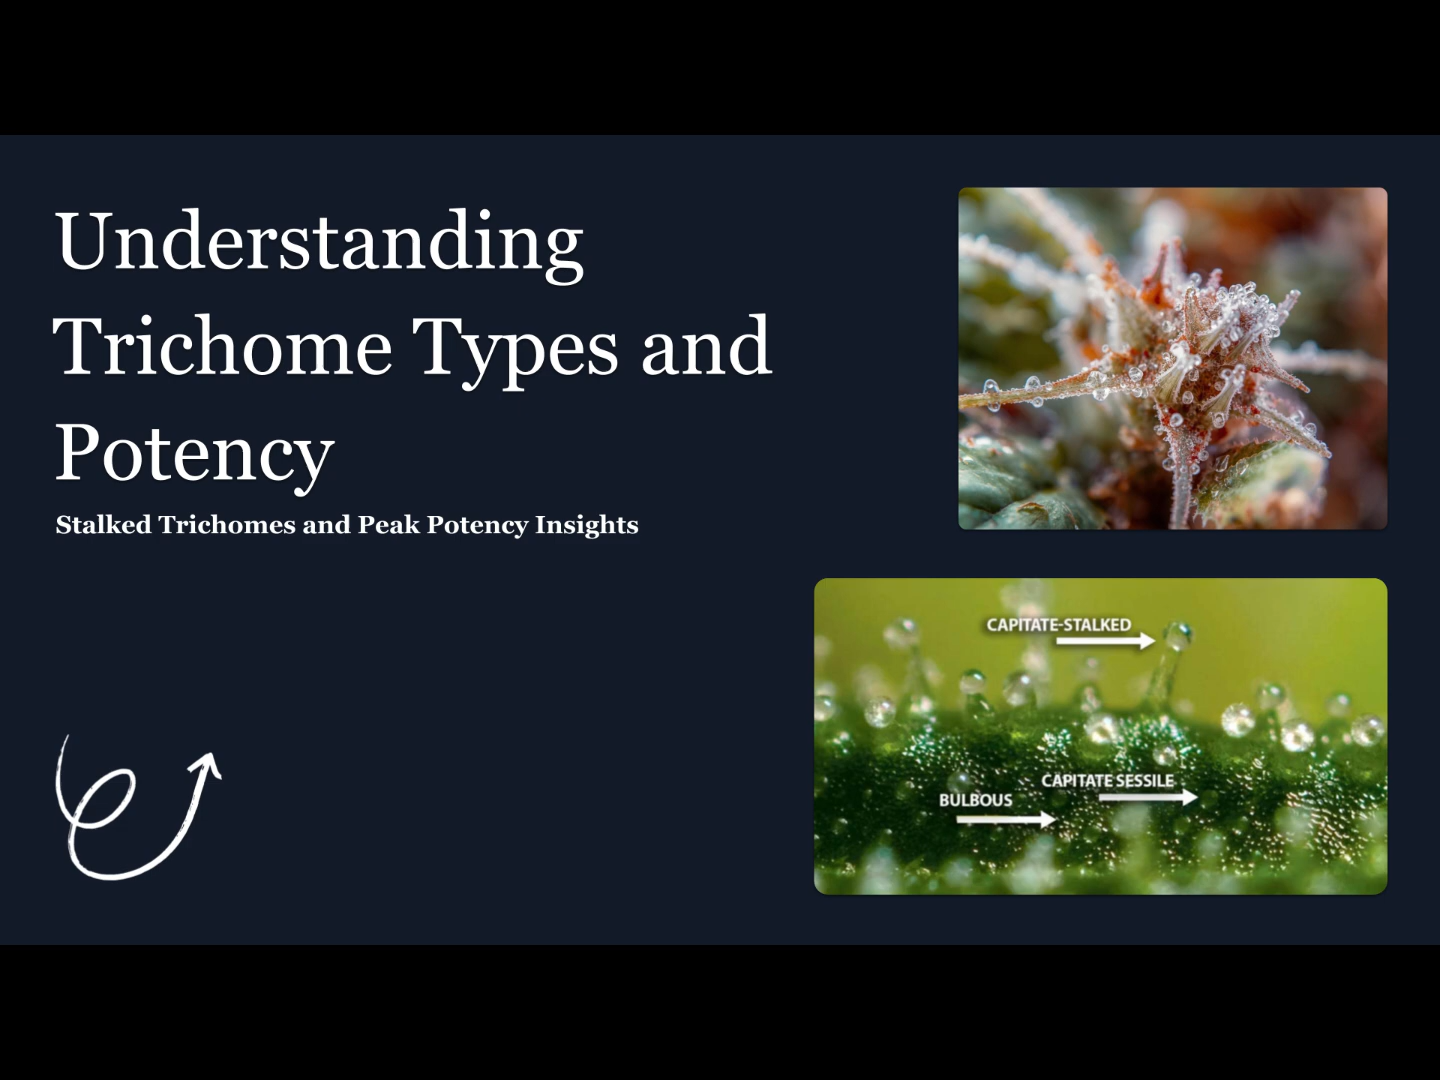 Understanding
Trichome Types and
Potency
Stalked Trichomes and Peak Potency Insights
CAPITATE-STALKED
CAPITATE SESSILE
BULBOUS